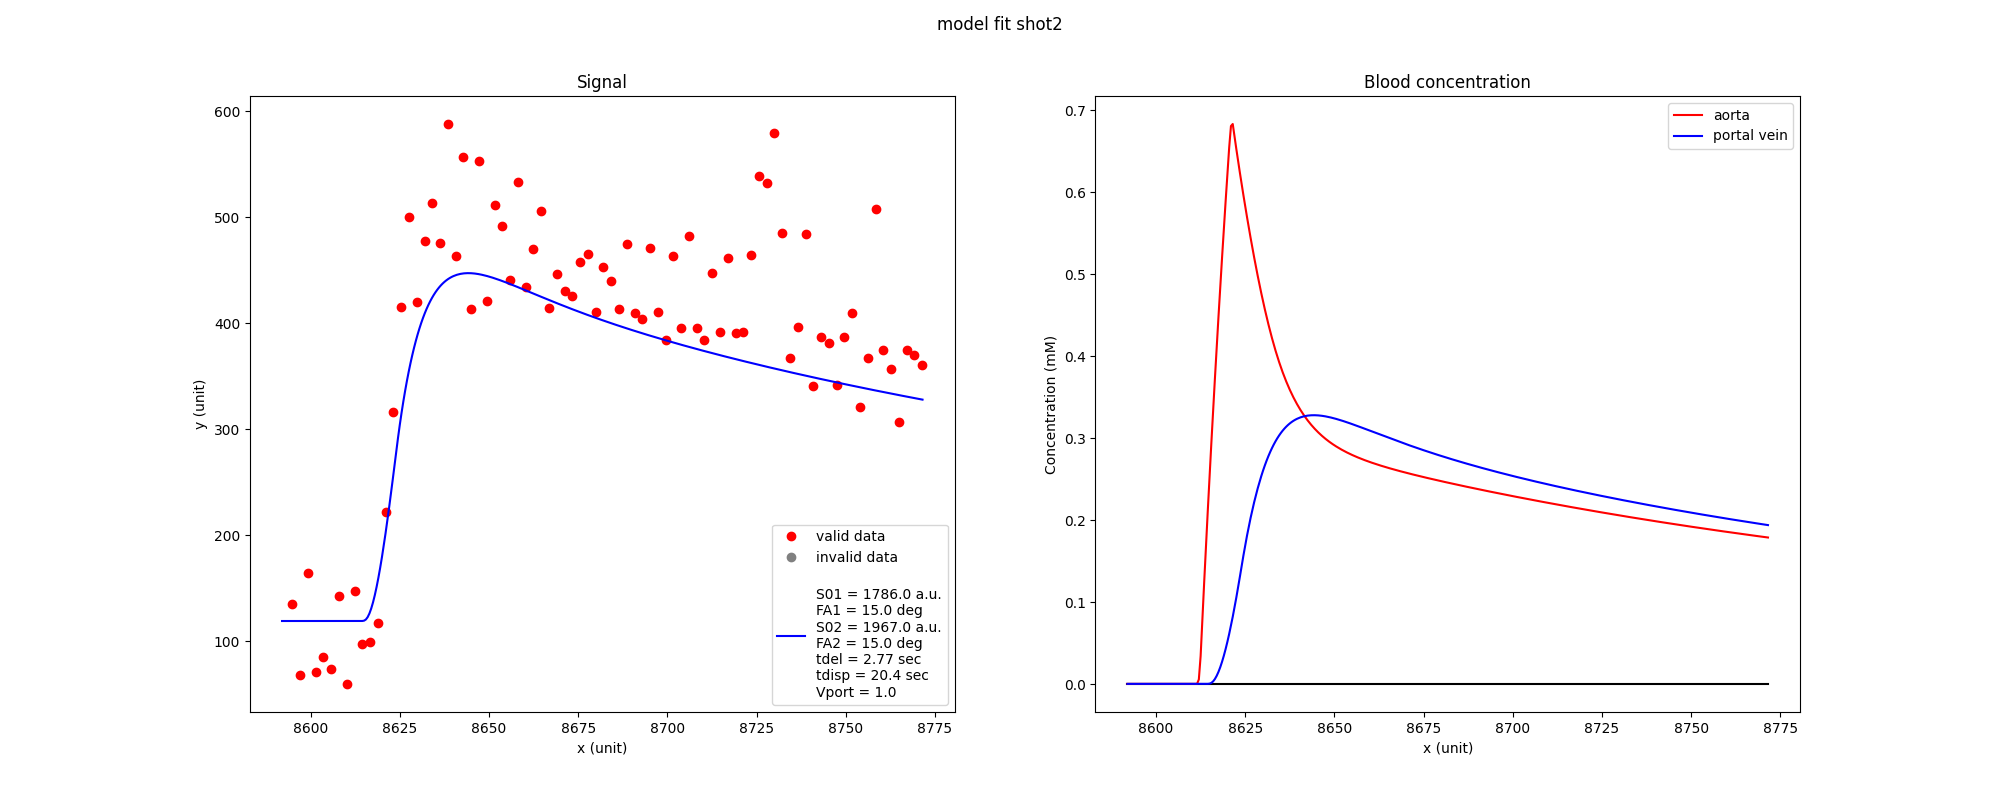 model fit shot2
Signal
y (unit)
600
500
400
300
200
100
valid data
invalid data
S01 = 1786.0 a.u.
FA1 = 15.0 deg
S02 = 1967.0 a.u.
FA2 = 15.0 deg
tdel = 2.77 sec
tdisp = 20.4 sec
Vport = 1.0
8600 8625 8650 8675 8700 8725 8750 8775
x (unit)
Blood concentration
Concentration (mM)
0.7
0.6
0.5
0.4
0.3
0.2
0.1
0.0
aorta
portal vein
8600 8625 8650 8675 8700 8725 8750 8775
x (unit)